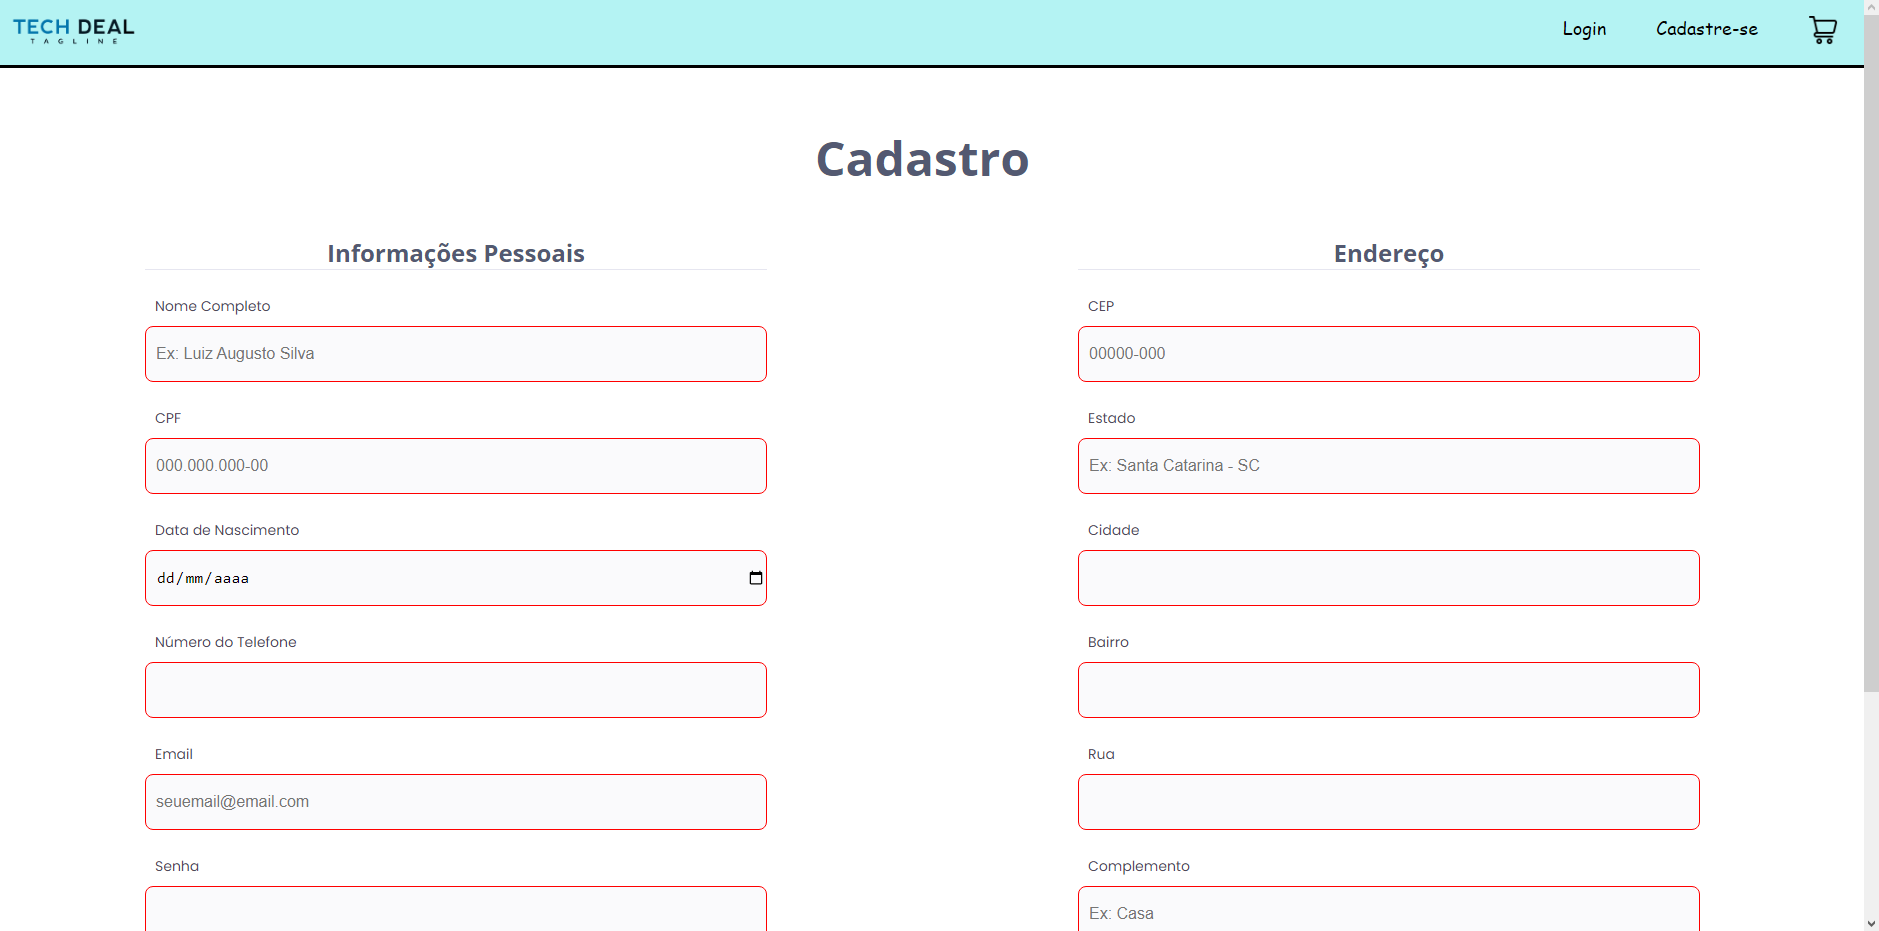 TECH DEAL
TAGLINE
Login
Cadastre-se
Cadastro
Informações Pessoais
Nome Completo
Ex: Luiz Augusto Silva
CPF
000.000.000-00
Data de Nascimento
dd/mm/aaaa
Número do Telefone
Email
seuemail@email.com
Senha
Endereço
CEP
00000-000
Estado
Ex: Santa Catarina - SC
Cidade
Bairro
Rua
Complemento
Ex: Casa